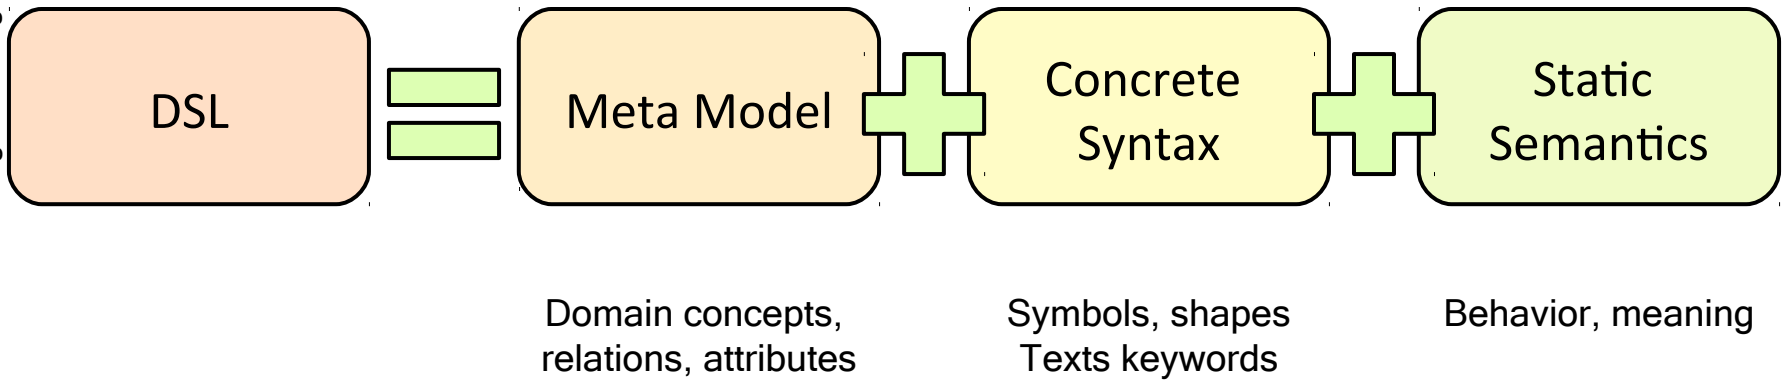 DSL
Meta Model
Concrete
Syntax
Static
Semantics
Domain concepts,
relations, attributes
Symbols, shapes
Texts keywords
Behavior, meaning